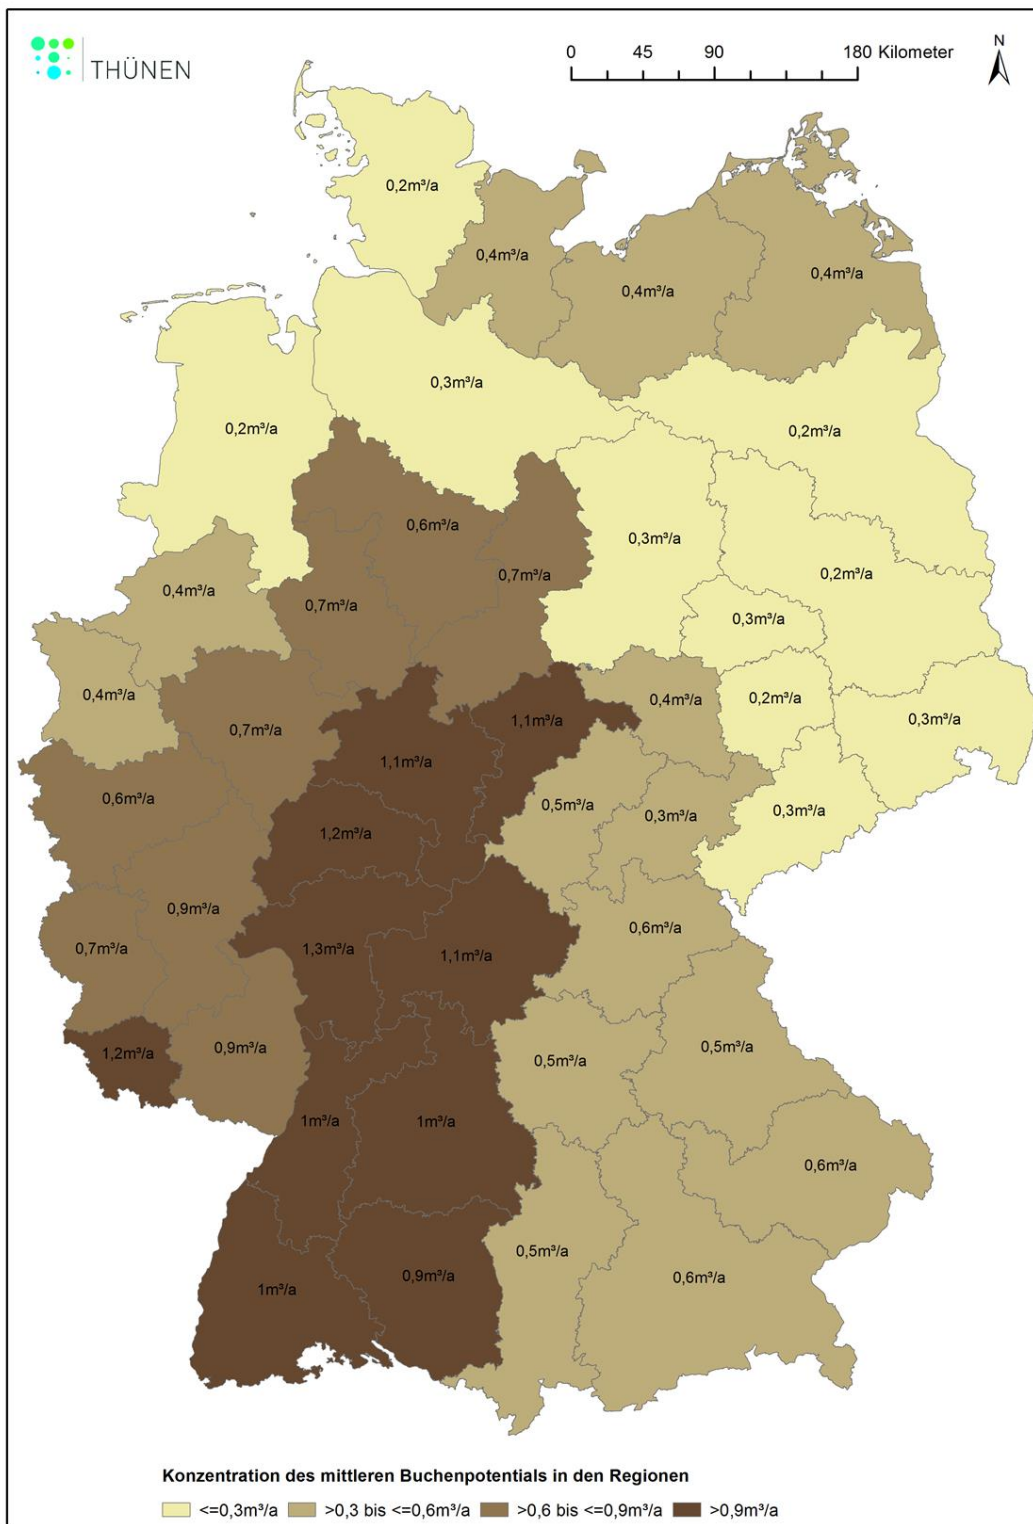 THÜNEN
0 45 90 180 Kilometer
N
0,2m³/a
0,4m³/a
0,4m³/a
0,4m³/a
0,3m³/a
0,2m³/a
0,2m³/a
0,6m³/a
0,3m³/a
0,7m³/a
0,2m³/a
0,4m³/a
0,7m³/a
0,3m³/a
0,4m³/a
0,4m³/a
0,2m³/a
0,7m³/a
1,1m³/a
0,3m³/a
1,1m³/a
0,6m³/a
0,5m³/a
0,3m³/a
0,3m³/a
1,2m³/a
0,9m³/a
0,6m³/a
0,7m³/a
1,3m³/a
1,1m³/a
1,2m³/a
0,9m³/a
0,5m³/a
0,5m³/a
1m³/a
1m³/a
0,6m³/a
0,5m³/a
1m³/a
0,9m³/a
0,6m³/a
Konzentration des mittleren Buchenpotentials in den Regionen
<=0,3m³/a >0,3 bis <=0,6m³/a >0,6 bis <=0,9m³/a >0,9m³/a